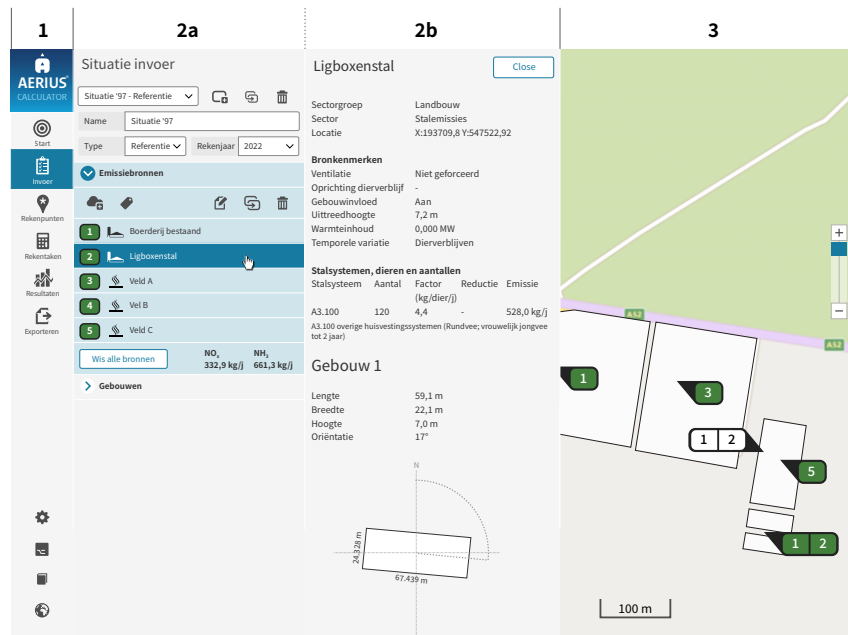 1
2a
2b
3
AERIUS
CALCULATOR
Start
Invoer
Rekenpunten
Rekentaken
Resultaten
Exporteren
Situatie invoer
Situatie '97 - Referentie
Name Situatie '97
Type Referentie Rekenjaar 2022
Emissiebronnen
1 Boerderij bestaand
2 Ligboxenstal
3 Veld A
4 Vel B
5 Veld C
Wis alle bronnen
NOx NH3
332,9 kg/j 661,3 kg/j
Gebouwen
Ligboxenstal
Close
Sectorgroep Landbouw
Sector Stalemissies
Locatie X:193709,8 Y:547522,92
Bronkenmerken
Ventilatie Niet geforceerd
Oprichting dierverblijf -
Gebouwinvloed Aan
Uittreedhoogte 7,2 m
Warmteinhoud 0,000 MW
Temporele variatie Dierverblijven
Stalsystemen, dieren en aantallen
Stalsysteem Aantal Factor Reductie Emissie
(kg/dier/j)
A3.100 120 4,4 - 528,0 kg/j
A3.100 overige huisvestingssystemen (Rundvee; vrouwelijk jongvee
tot 2 jaar)
Gebouw 1
Lengte 59,1 m
Breedte 22,1 m
Hoogte 7,0 m
Oriëntatie 17°
N
24.328 m
67.439 m
+
−
A52
A52
1
3
1 2
5
1 2
100 m